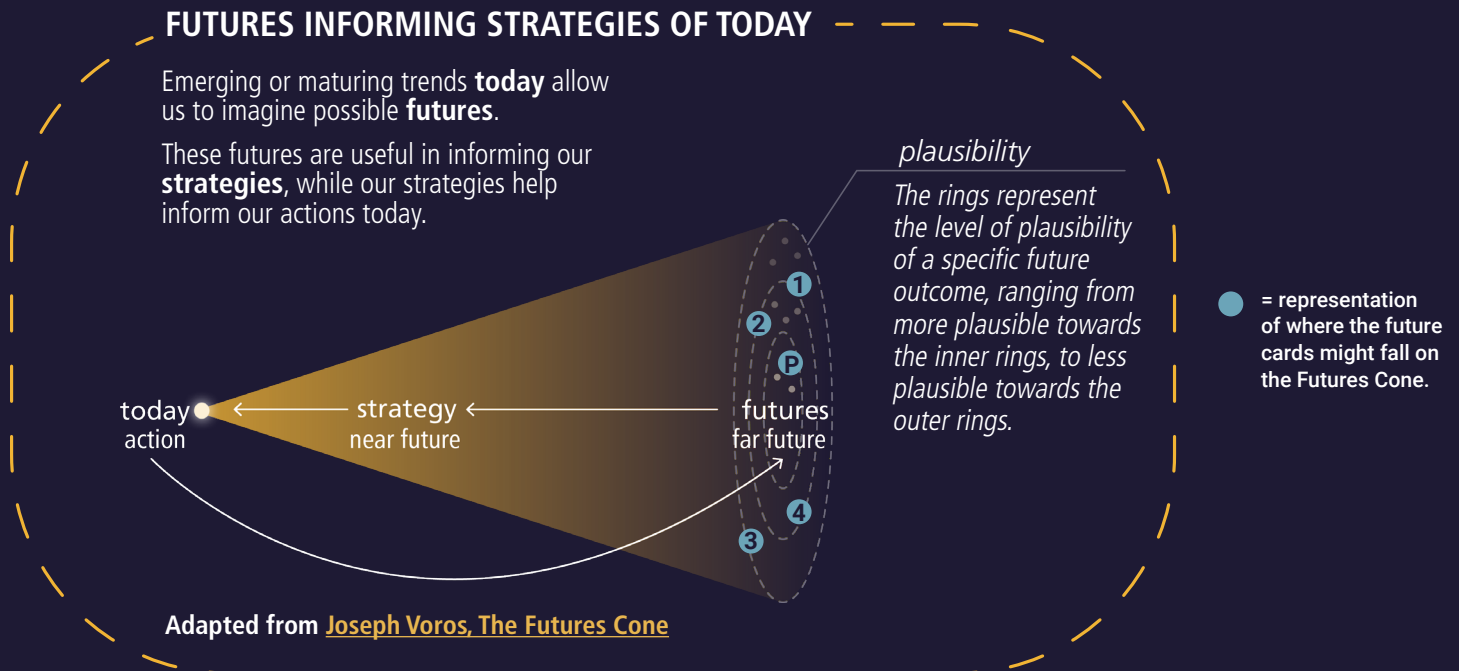 FUTURES INFORMING STRATEGIES OF TODAY
Emerging or maturing trends today allow
us to imagine possible futures.
These futures are useful in informing our
strategies, while our strategies help
inform our actions today.
plausibility
The rings represent
the level of plausibility
of a specific future
outcome, ranging from
more plausible towards
the inner rings, to less
plausible towards the
outer rings.
1
2
P
today
action
strategy
near future
futures
far future
4
3
= representation
of where the future
cards might fall on
the Futures Cone.
Adapted from Joseph Voros, The Futures Cone